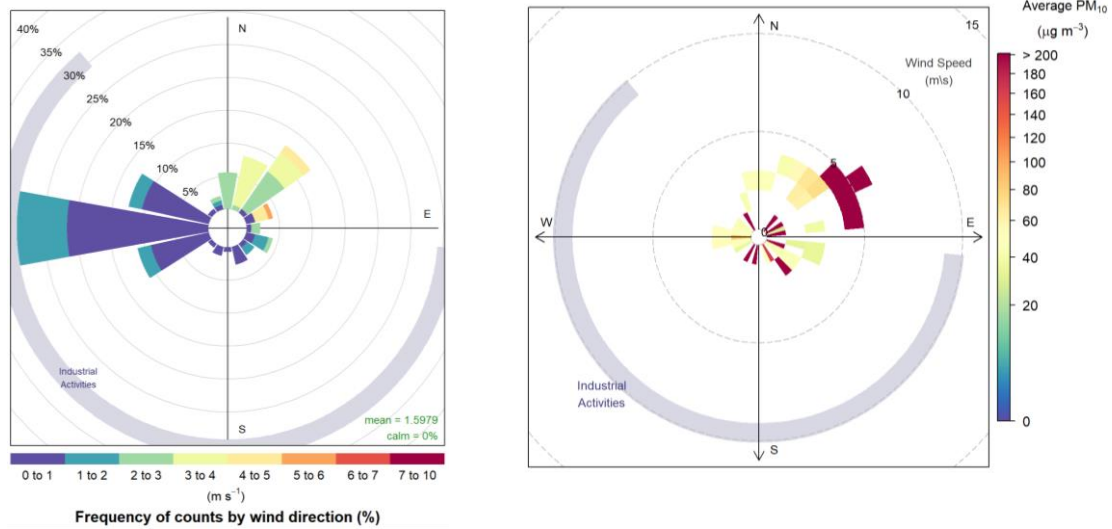 40%
35%
30%
25%
20%
15%
10%
5%
N
E
S
Industrial
Activities
mean = 1.5979
calm = 0%
0 to 1 1 to 2 2 to 3 3 to 4 4 to 5 5 to 6 6 to 7 7 to 10
(m s⁻¹)
Frequency of counts by wind direction (%)
N
15
Wind Speed
(m\s)
10
5
0
W
E
S
Industrial
Activities
Average PM₁₀
(µg m⁻³)
> 200
180
160
140
120
100
80
60
40
20
0